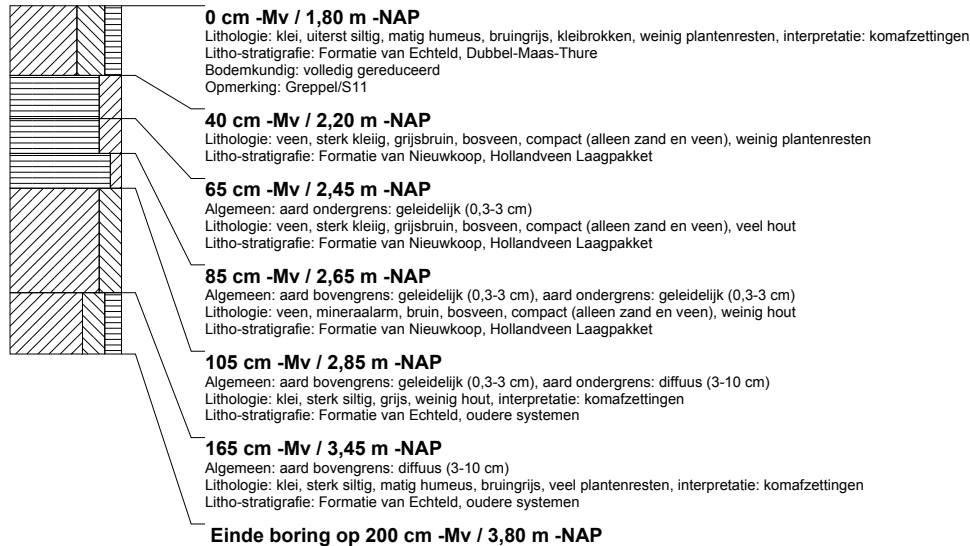 0 cm -Mv / 1,80 m -NAP
Lithologie: klei, uiterst siltig, matig humeus, bruingrijs, kleibrokken, weinig plantenresten, interpretatie: komafzettingen
Litho-stratigrafie: Formatie van Echteld, Dubbel-Maas-Thure
Bodemkundig: volledig gereduceerd
Opmerking: Greppel/S11
40 cm -Mv / 2,20 m -NAP
Lithologie: veen, sterk kleiig, grijsbruin, bosveen, compact (alleen zand en veen), weinig plantenresten
Litho-stratigrafie: Formatie van Nieuwkoop, Hollandveen Laagpakket
65 cm -Mv / 2,45 m -NAP
Algemeen: aard ondergrens: geleidelijk (0,3-3 cm)
Lithologie: veen, sterk kleiig, grijsbruin, bosveen, compact (alleen zand en veen), veel hout
Litho-stratigrafie: Formatie van Nieuwkoop, Hollandveen Laagpakket
85 cm -Mv / 2,65 m -NAP
Algemeen: aard bovengrens: geleidelijk (0,3-3 cm), aard ondergrens: geleidelijk (0,3-3 cm)
Lithologie: veen, mineraalarm, bruin, bosveen, compact (alleen zand en veen), weinig hout
Litho-stratigrafie: Formatie van Nieuwkoop, Hollandveen Laagpakket
105 cm -Mv / 2,85 m -NAP
Algemeen: aard bovengrens: geleidelijk (0,3-3 cm), aard ondergrens: diffuus (3-10 cm)
Lithologie: klei, sterk siltig, grijs, weinig hout, interpretatie: komafzettingen
Litho-stratigrafie: Formatie van Echteld, oudere systemen
165 cm -Mv / 3,45 m -NAP
Algemeen: aard bovengrens: diffuus (3-10 cm)
Lithologie: klei, sterk siltig, matig humeus, bruingrijs, veel plantenresten, interpretatie: komafzettingen
Litho-stratigrafie: Formatie van Echteld, oudere systemen
Einde boring op 200 cm -Mv / 3,80 m -NAP